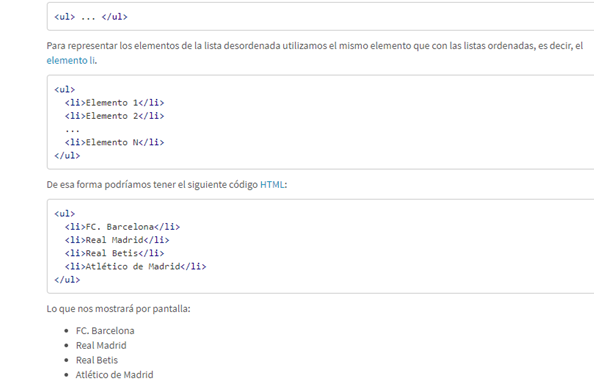 <ul> ... </ul>
Para representar los elementos de la lista desordenada utilizamos el mismo elemento que con las listas ordenadas, es decir, el
elemento li.
<ul>
  <li>Elemento 1</li>
  <li>Elemento 2</li>
  ...
  <li>Elemento N</li>
</ul>
De esa forma podríamos tener el siguiente código HTML:
<ul>
  <li>FC. Barcelona</li>
  <li>Real Madrid</li>
  <li>Real Betis</li>
  <li>Atlético de Madrid</li>
</ul>
Lo que nos mostrará por pantalla:
• FC. Barcelona
• Real Madrid
• Real Betis
• Atlético de Madrid